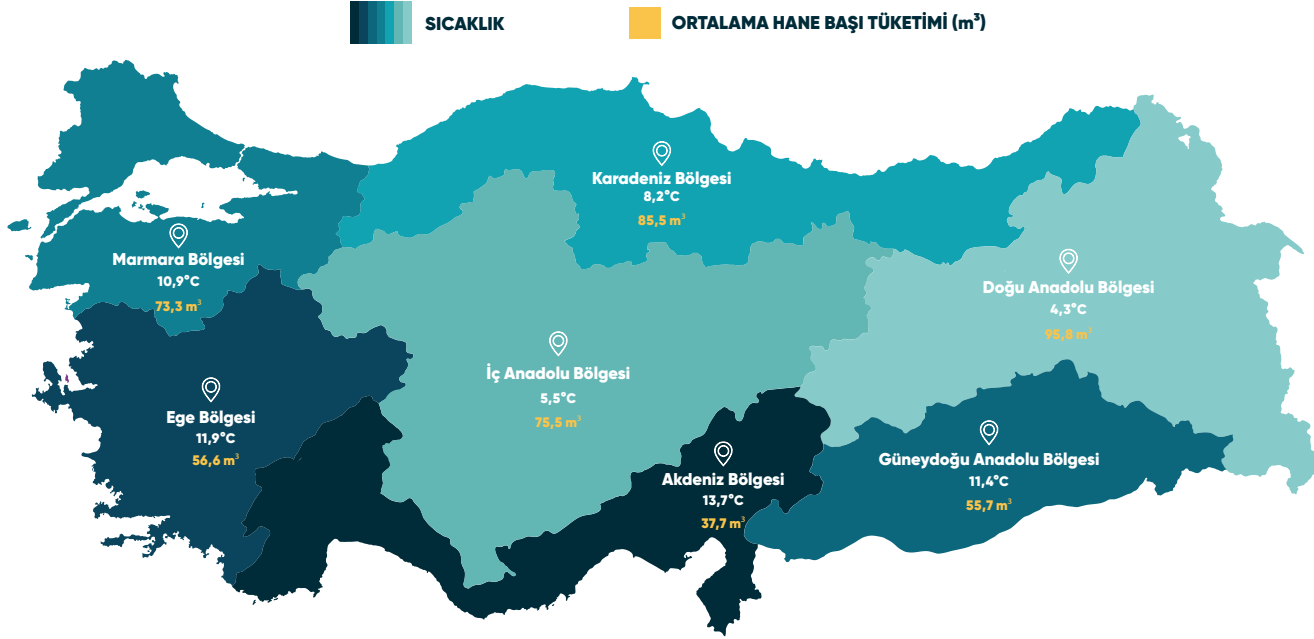 SICAKLIK
ORTALAMA HANE BAŞI TÜKETİMİ (m³)
Karadeniz Bölgesi
8,2°C
85,5 m³
Marmara Bölgesi
10,9°C
73,3 m³
Doğu Anadolu Bölgesi
4,3°C
95,8 m³
İç Anadolu Bölgesi
5,5°C
75,5 m³
Ege Bölgesi
11,9°C
56,6 m³
Akdeniz Bölgesi
13,7°C
37,7 m³
Güneydoğu Anadolu Bölgesi
11,4°C
55,7 m³